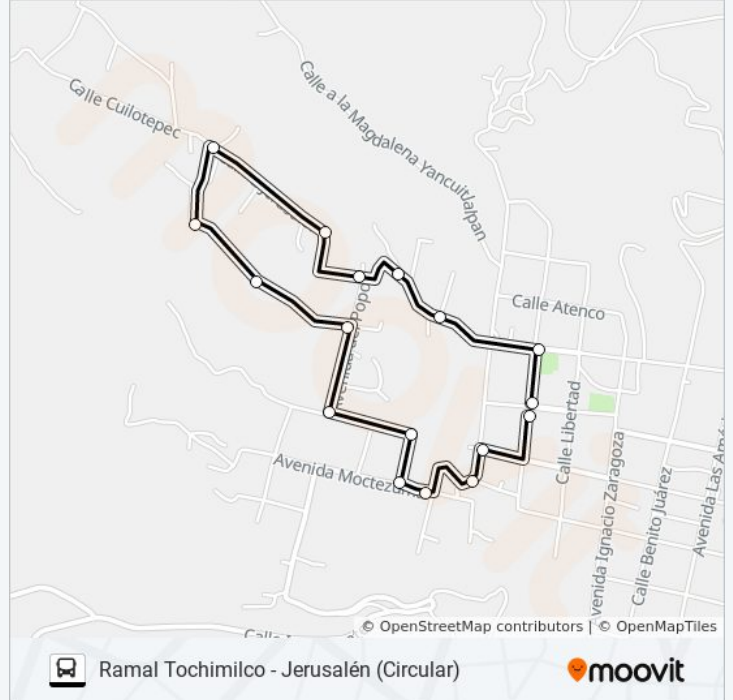 Calle Cuilotepec
Calle a la Magdalena Yancuitlalpan
Calle Atenco
Calle Libertad
Avenida Moctezuma
Avenida Ignacio Zaragoza
Calle Benito Juárez
© OpenStreetMap contributors | © OpenMapTiles
Ramal Tochimilco - Jerusalén (Circular)
moovit